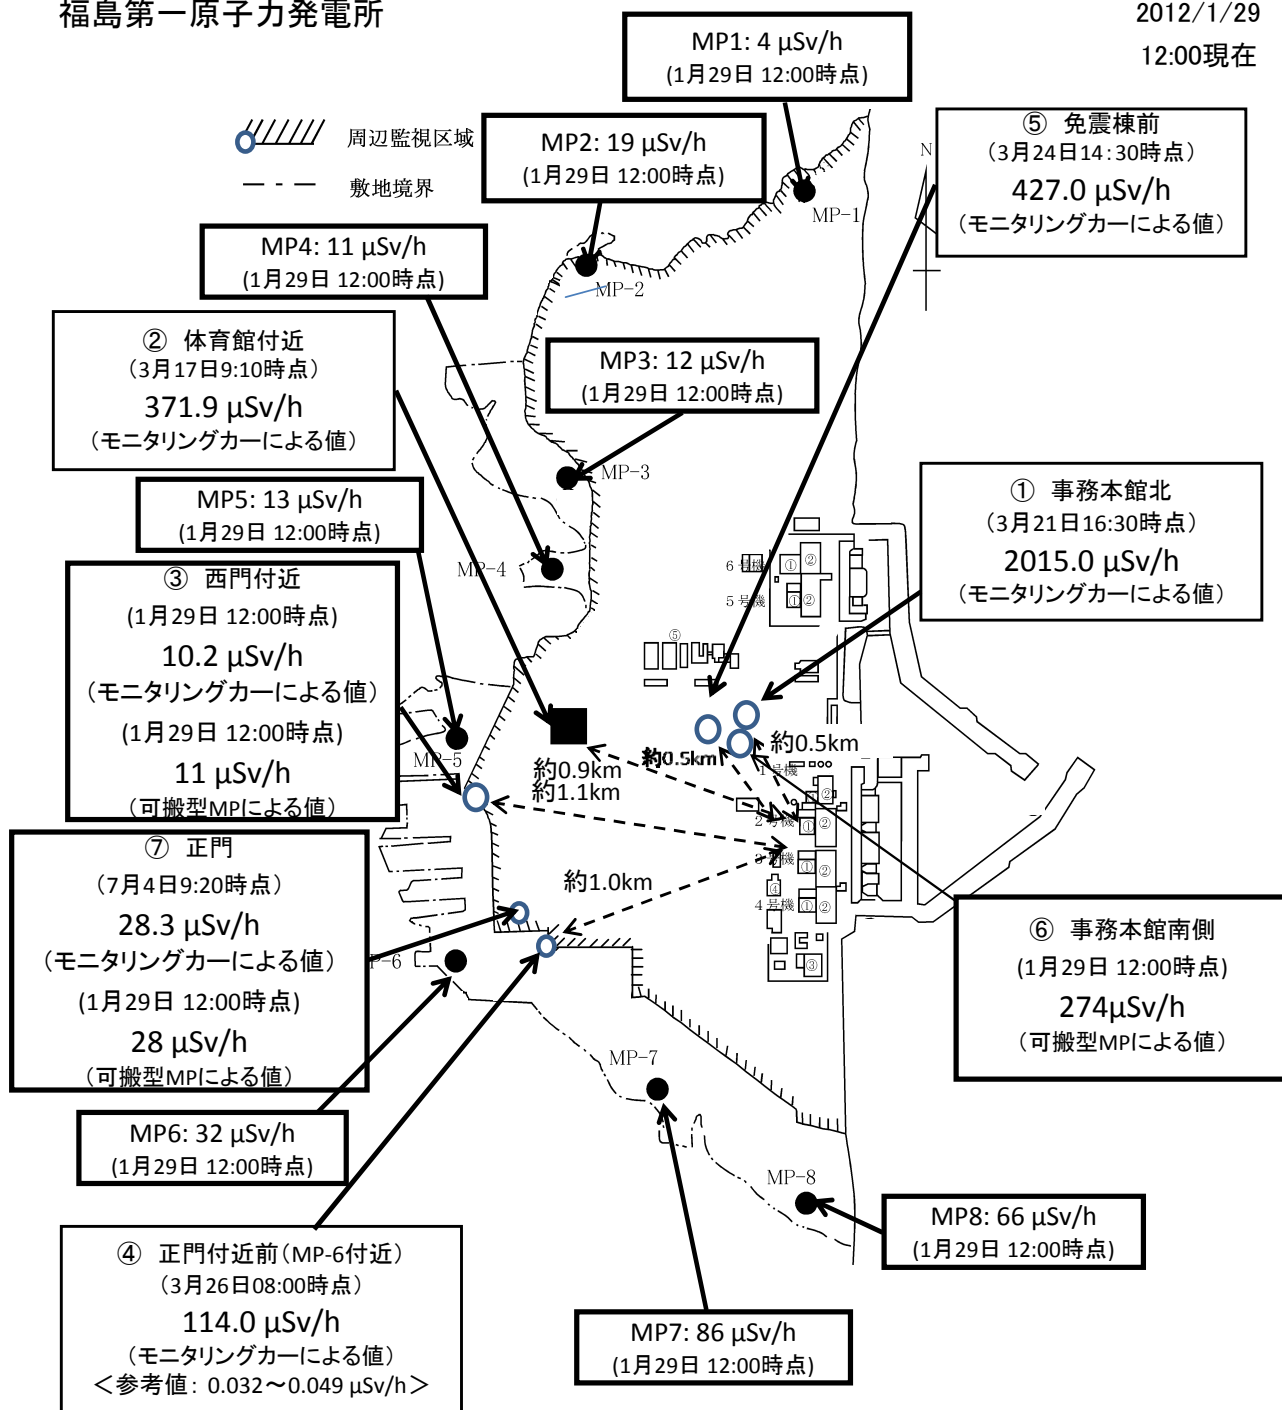 福島第一原子力発電所
2012/1/29
12:00現在
MP1: 4 μSv/h
(1月29日 12:00時点)
周辺監視区域
敷地境界
MP2: 19 μSv/h
(1月29日 12:00時点)
⑤ 免震棟前
(3月24日14:30時点)
427.0 μSv/h
(モニタリングカーによる値)
N
MP-1
MP4: 11 μSv/h
(1月29日 12:00時点)
MP-2
② 体育館付近
(3月17日9:10時点)
371.9 μSv/h
(モニタリングカーによる値)
MP3: 12 μSv/h
(1月29日 12:00時点)
MP-3
MP5: 13 μSv/h
(1月29日 12:00時点)
① 事務本館北
(3月21日16:30時点)
2015.0 μSv/h
(モニタリングカーによる値)
MP-4
③ 西門付近
(1月29日 12:00時点)
10.2 μSv/h
(モニタリングカーによる値)
(1月29日 12:00時点)
11 μSv/h
(可搬型MPによる値)
6号機
① ②
5号機
① ②
⑤
MP-5
約0.9km
約1.1km
約0.5km
約0.5km
1号機
②
2号機
① ②
3号機
① ②
④
4号機
① ②
③
⑦ 正門
(7月4日9:20時点)
28.3 μSv/h
(モニタリングカーによる値)
(1月29日 12:00時点)
28 μSv/h
(可搬型MPによる値)
約1.0km
P-6
⑥ 事務本館南側
(1月29日 12:00時点)
274μSv/h
(可搬型MPによる値)
MP-7
MP6: 32 μSv/h
(1月29日 12:00時点)
MP-8
MP8: 66 μSv/h
(1月29日 12:00時点)
④ 正門付近前(MP-6付近)
(3月26日08:00時点)
114.0 μSv/h
(モニタリングカーによる値)
<参考値: 0.032～0.049 μSv/h>
MP7: 86 μSv/h
(1月29日 12:00時点)